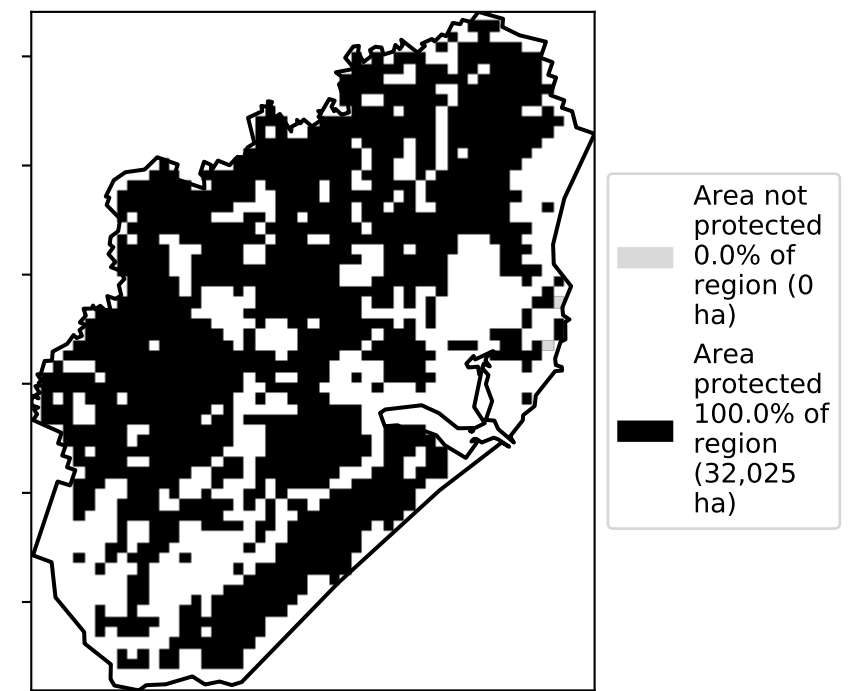 Area not
protected
0.0% of
region (0
ha)
Area
protected
100.0% of
region
(32,025
ha)